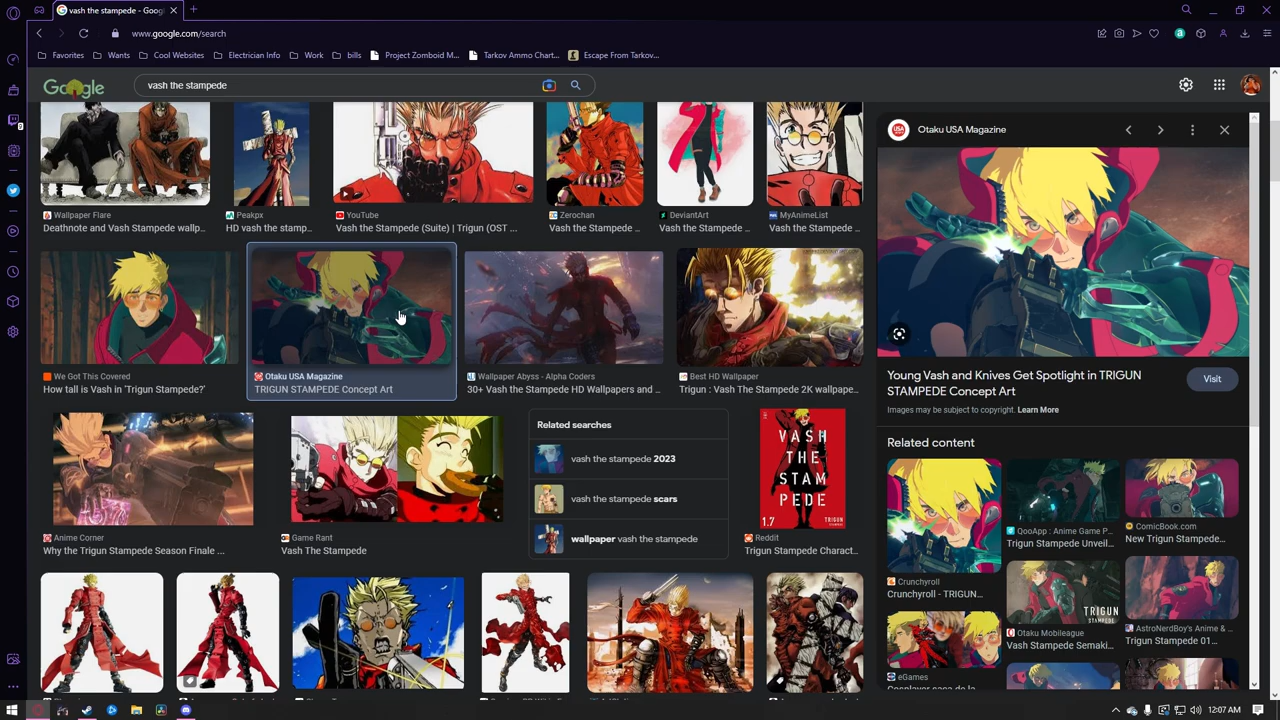 vash the stampede - Goog
www.google.com/search
Favorites
Wants
Cool Websites
Electrician Info
Work
bills
Project Zomboid M...
Tarkov Ammo Chart...
Escape From Tarkov...
Google
vash the stampede
Wallpaper Flare
Deathnote and Vash Stampede wallp...
Peakpx
HD vash the stamp...
YouTube
Vash the Stampede (Suite) | Trigun (OST ...
Zerochan
Vash the Stampede ...
DeviantArt
Vash the Stampede ...
MyAnimeList
Vash the Stampede ...
We Got This Covered
How tall is Vash in 'Trigun Stampede?'
Otaku USA Magazine
TRIGUN STAMPEDE Concept Art
Wallpaper Abyss - Alpha Coders
30+ Vash the Stampede HD Wallpapers and ...
Best HD Wallpaper
Trigun : Vash The Stampede 2K wallpape...
Anime Corner
Why the Trigun Stampede Season Finale ...
Game Rant
Vash The Stampede
Related searches
vash the stampede 2023
vash the stampede scars
wallpaper vash the stampede
VASH
THE
STAM
PEDE
1.7
TRIGUN
STAMPEDE
Reddit
Trigun Stampede Charact...
Otaku USA Magazine
Young Vash and Knives Get Spotlight in TRIGUN
STAMPEDE Concept Art
Visit
Images may be subject to copyright. Learn More
Related content
Crunchyroll
Crunchyroll - TRIGUN...
QooApp : Anime Game P...
Trigun Stampede Unveil...
ComicBook.com
New Trigun Stampede...
TRIGUN
Otaku Mobileague
Vash Stampede Semaki...
AstroNerdBoy's Anime & ...
Trigun Stampede 01...
eGames
12:07 AM